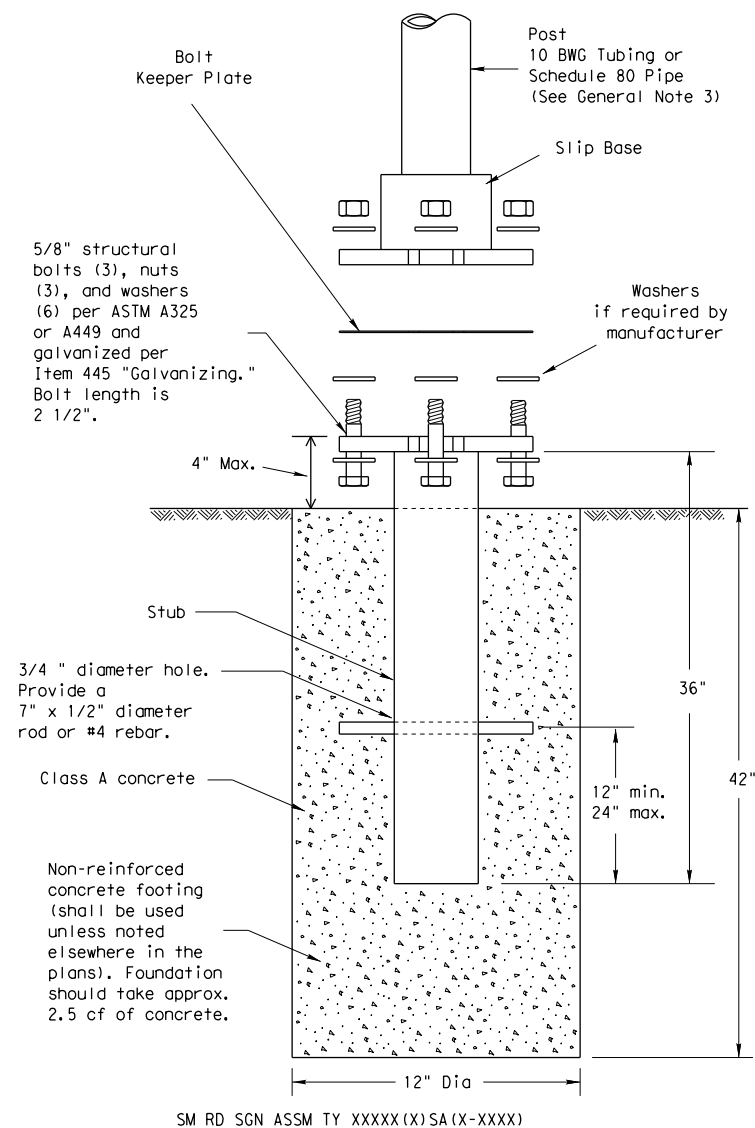 Post
10 BWG Tubing or
Schedule 80 Pipe
(See General Note 3)
Bolt
Keeper Plate
Slip Base
5/8" structural
bolts (3), nuts
(3), and washers
(6) per ASTM A325
or A449 and
galvanized per
Item 445 "Galvanizing."
Bolt length is
2 1/2".
Washers
if required by
manufacturer
4" Max.
Stub
3/4 " diameter hole.
Provide a
7" x 1/2" diameter
rod or #4 rebar.
36"
Class A concrete
12" min.
24" max.
42"
Non-reinforced
concrete footing
(shall be used
unless noted
elsewhere in the
plans). Foundation
should take approx.
2.5 cf of concrete.
12" Dia
SM RD SGN ASSM TY XXXXX(X)SA(X-XXXX)